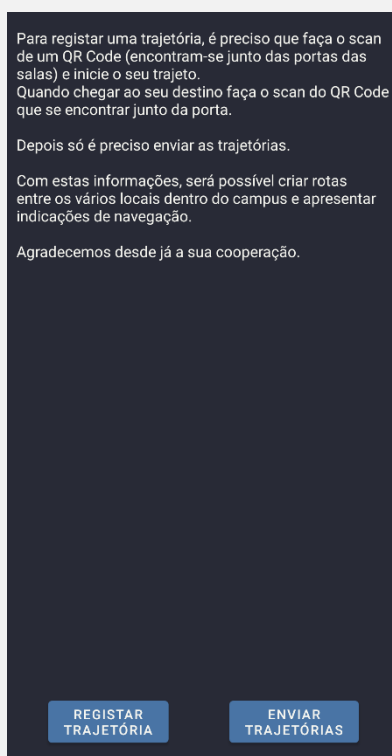 Para registar uma trajetória, é preciso que faça o scan
de um QR Code (encontram-se junto das portas das
salas) e inicie o seu trajeto.
Quando chegar ao seu destino faça o scan do QR Code
que se encontrar junto da porta.
Depois só é preciso enviar as trajetórias.
Com estas informações, será possível criar rotas
entre os vários locais dentro do campus e apresentar
indicações de navegação.
Agradecemos desde já a sua cooperação.
REGISTAR
TRAJETÓRIA
ENVIAR
TRAJETÓRIAS